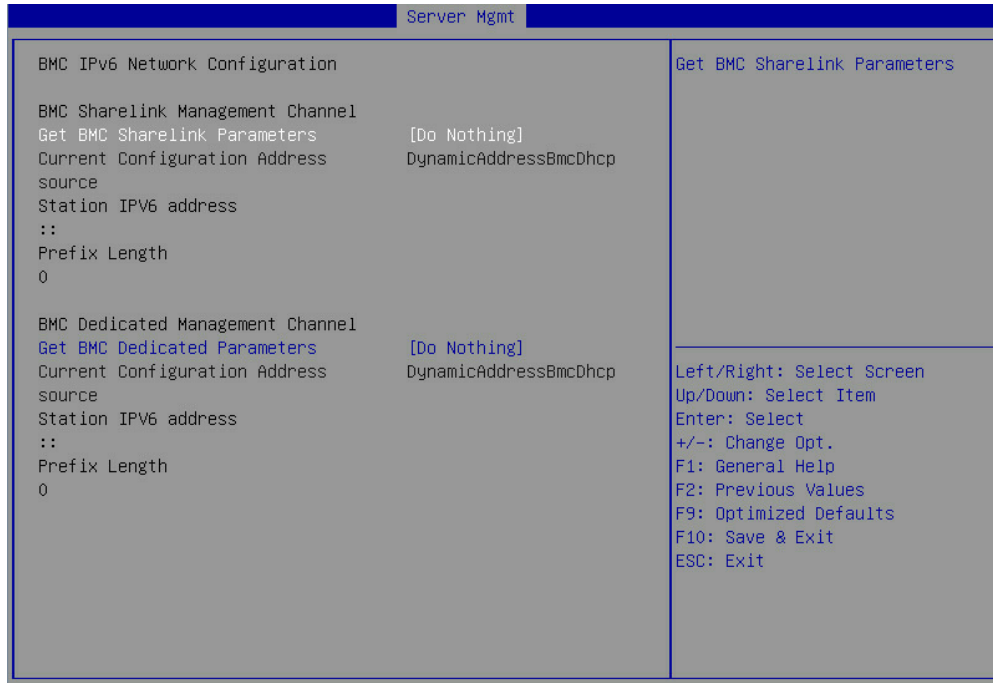 Server Mgmt
BMC IPv6 Network Configuration
BMC Sharelink Management Channel
Get BMC Sharelink Parameters [Do Nothing]
Current Configuration Address DynamicAddressBmcDhcp
source
Station IPV6 address
::
Prefix Length
0
BMC Dedicated Management Channel
Get BMC Dedicated Parameters [Do Nothing]
Current Configuration Address DynamicAddressBmcDhcp
source
Station IPV6 address
::
Prefix Length
0
Get BMC Sharelink Parameters
Left/Right: Select Screen
Up/Down: Select Item
Enter: Select
+/-: Change Opt.
F1: General Help
F2: Previous Values
F9: Optimized Defaults
F10: Save & Exit
ESC: Exit